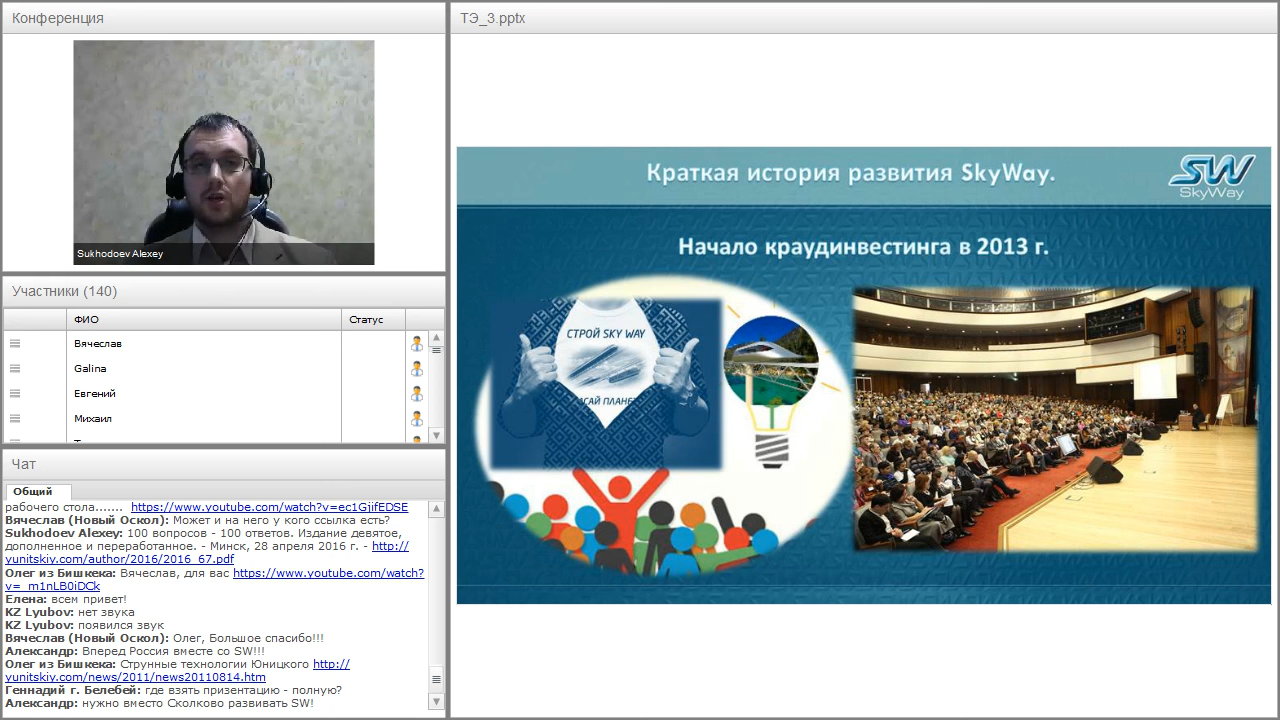 Конференция
Sukhodoev Alexey
Участники (140)
ФИО
Статус
Вячеслав
Galina
Евгений
Михаил
Чат
Общий
рабочего стола....... https://www.youtube.com/watch?v=ec1GjifEDSE
Вячеслав (Новый Оскол): Может и на него у кого ссылка есть?
Sukhodoev Alexey: 100 вопросов - 100 ответов. Издание девятое,
дополненное и переработанное. - Минск, 28 апреля 2016 г. - http://
yunitskiy.com/author/2016/2016_67.pdf
Олег из Бишкека: Вячеслав, для вас https://www.youtube.com/watch?
v=_m1nLB0iDCk
Елена: всем привет!
KZ Lyubov: нет звука
KZ Lyubov: появился звук
Вячеслав (Новый Оскол): Олег, Большое спасибо!!!
Александр: Вперед Россия вместе со SW!!!
Олег из Бишкека: Струнные технологии Юницкого http://
yunitskiy.com/news/2011/news20110814.htm
Геннадий г. Белебей: где взять призентацию - полную?
Александр: нужно вместо Сколково развивать SW!
ТЭ_3.pptx
Краткая история развития SkyWay.
SW
SkyWay
Начало краудинвестинга в 2013 г.
СТРОЙ SKY WAY
АСАЙ ПЛАНЕ